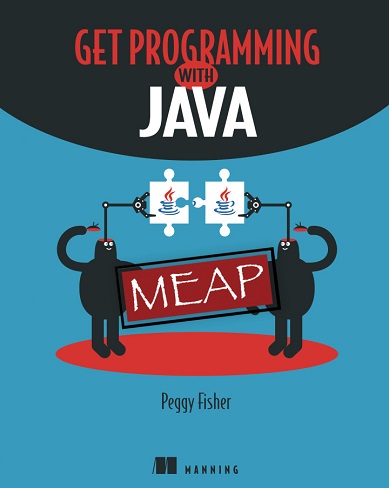 GET PROGRAMMING
WITH
JAVA
MEAP
Peggy Fisher
MANNING